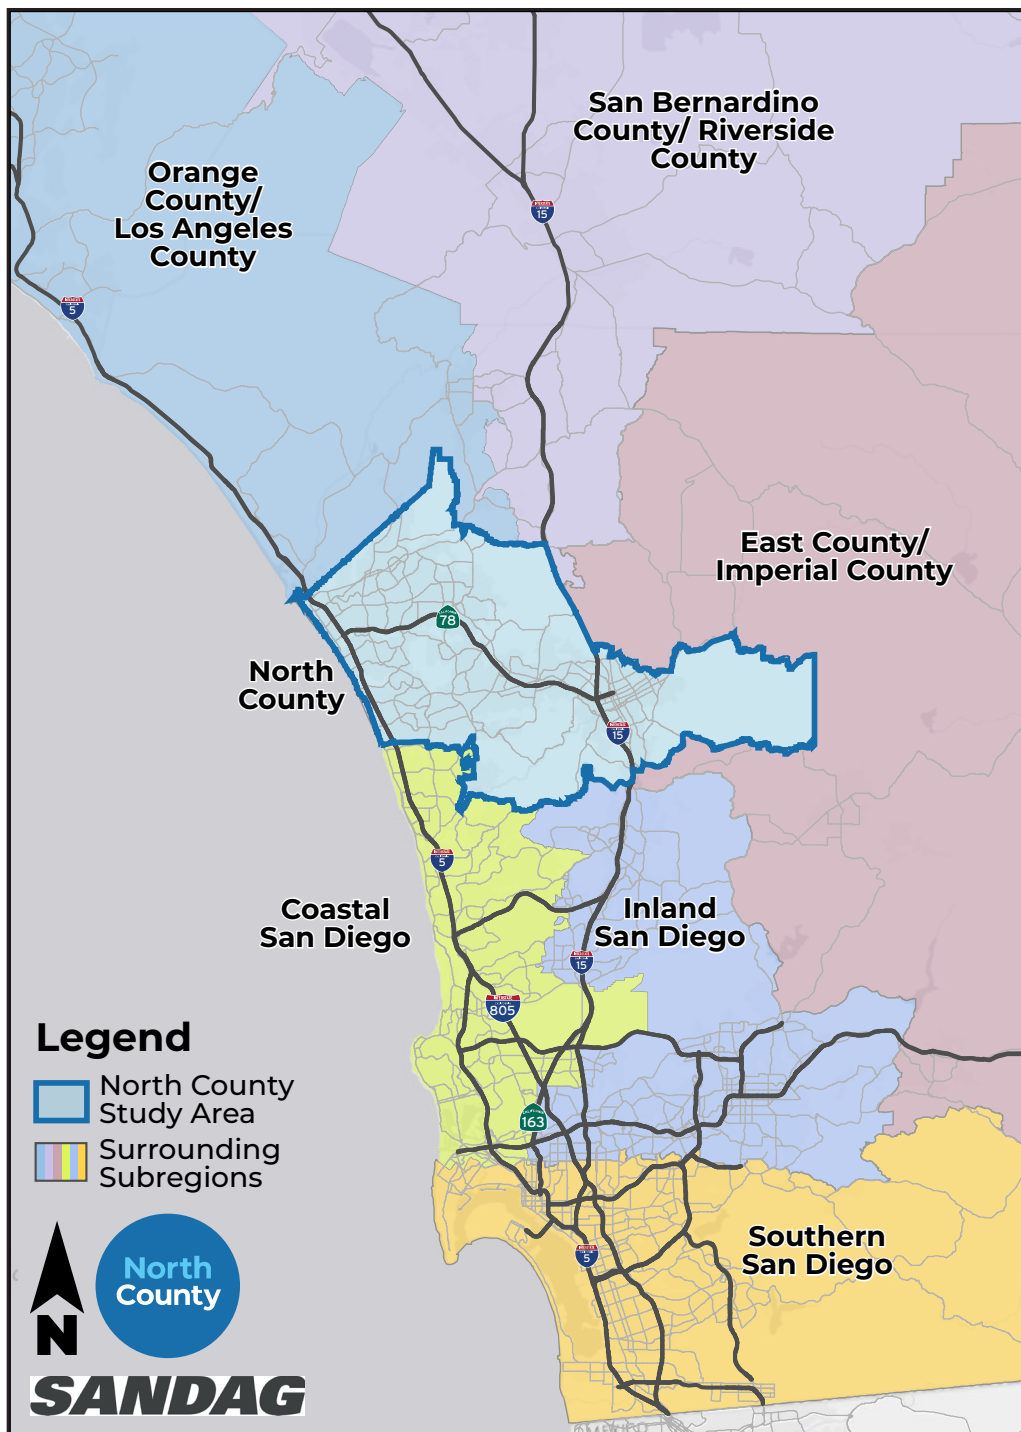 San Bernardino
County/ Riverside
County
Orange
County/
Los Angeles
County
15
5
East County/
Imperial County
78
North
County
15
5
Coastal
San Diego
Inland
San Diego
15
805
Legend
North County
Study Area
Surrounding
Subregions
163
North
County
N
SANDAG
Southern
San Diego
5